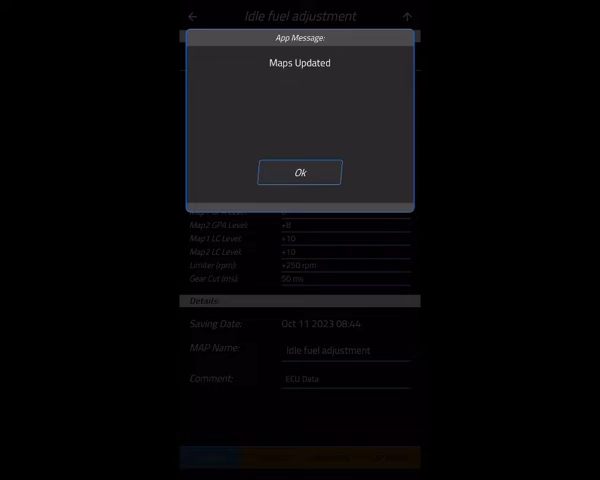 Idle fuel adjustment
App Message:
Maps Updated
Ok
Map2 GPA Level: +8
Map1 LC Level: +10
Map2 LC Level: +10
Limiter (rpm): +250 rpm
Gear Cut (ms): 50 ms
Details:
Saving Date: Oct 11 2023 08:44
MAP Name: Idle fuel adjustment
Comment: ECU Data